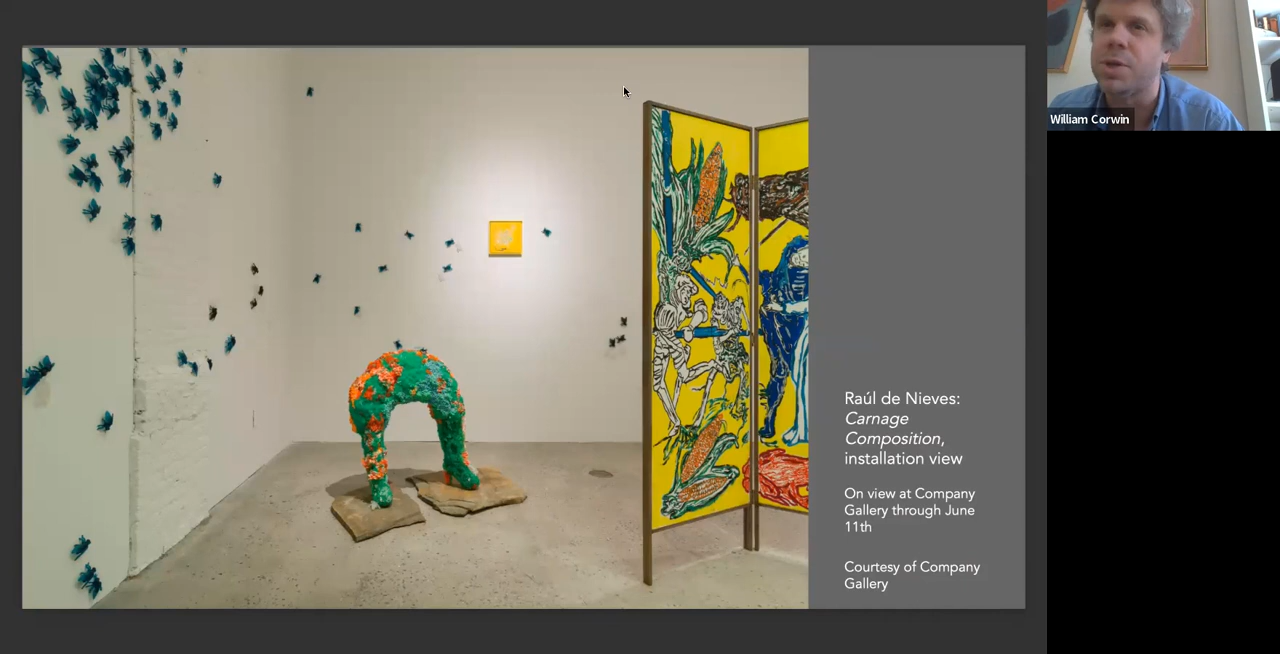 William Corwin
Raúl de Nieves:
Carnage
Composition,
installation view
On view at Company
Gallery through June
11th
Courtesy of Company
Gallery